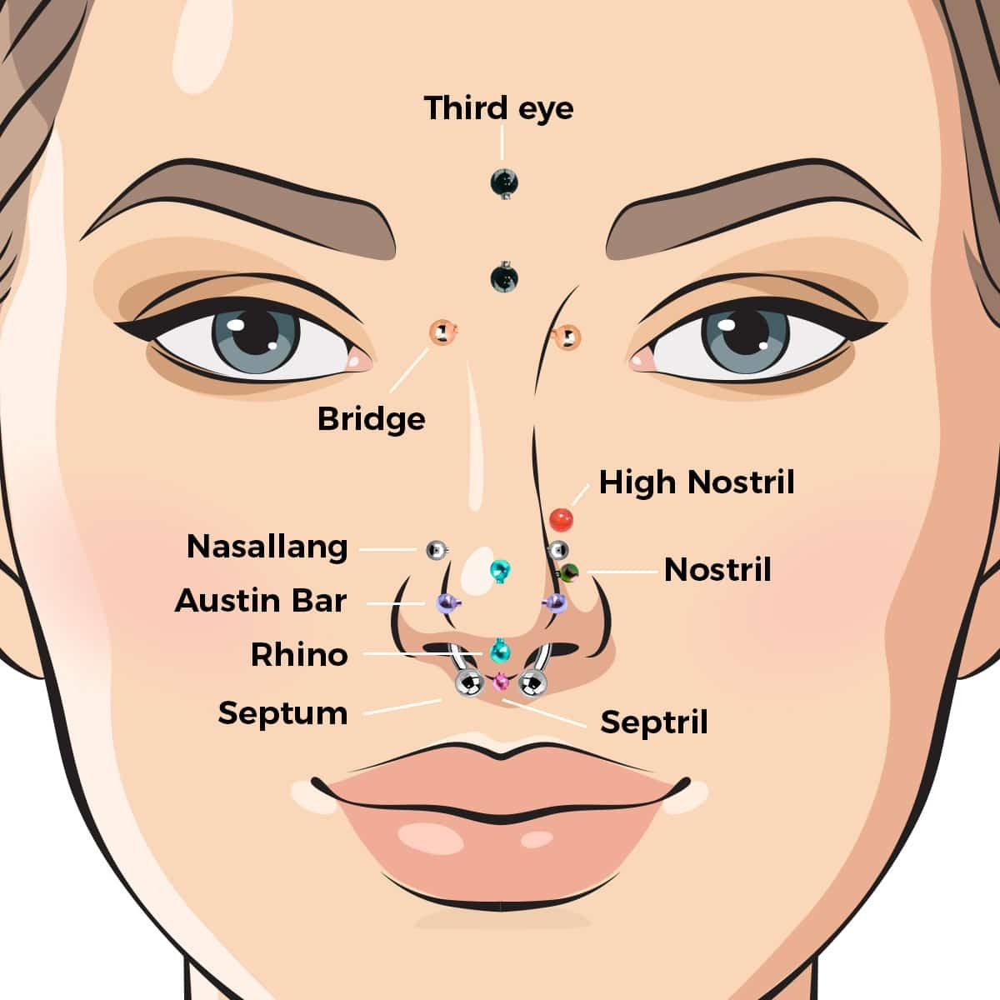 Third eye
Bridge
High Nostril
Nasallang
Nostril
Austin Bar
Rhino
Septum
Septril